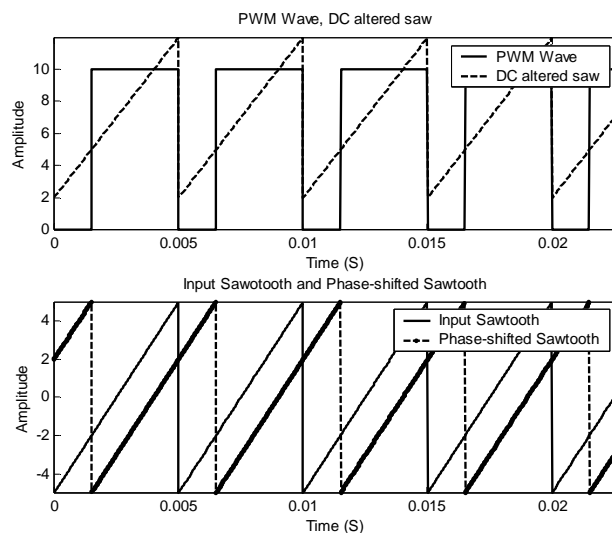 PWM Wave, DC altered saw
PWM Wave
DC altered saw
Amplitude
10
8
6
4
2
0
0
0.005
0.01
0.015
0.02
Time (S)
Input Sawotooth and Phase-shifted Sawtooth
Input Sawtooth
Phase-shifted Sawtooth
Amplitude
4
2
0
-2
-4
0
0.005
0.01
0.015
0.02
Time (S)